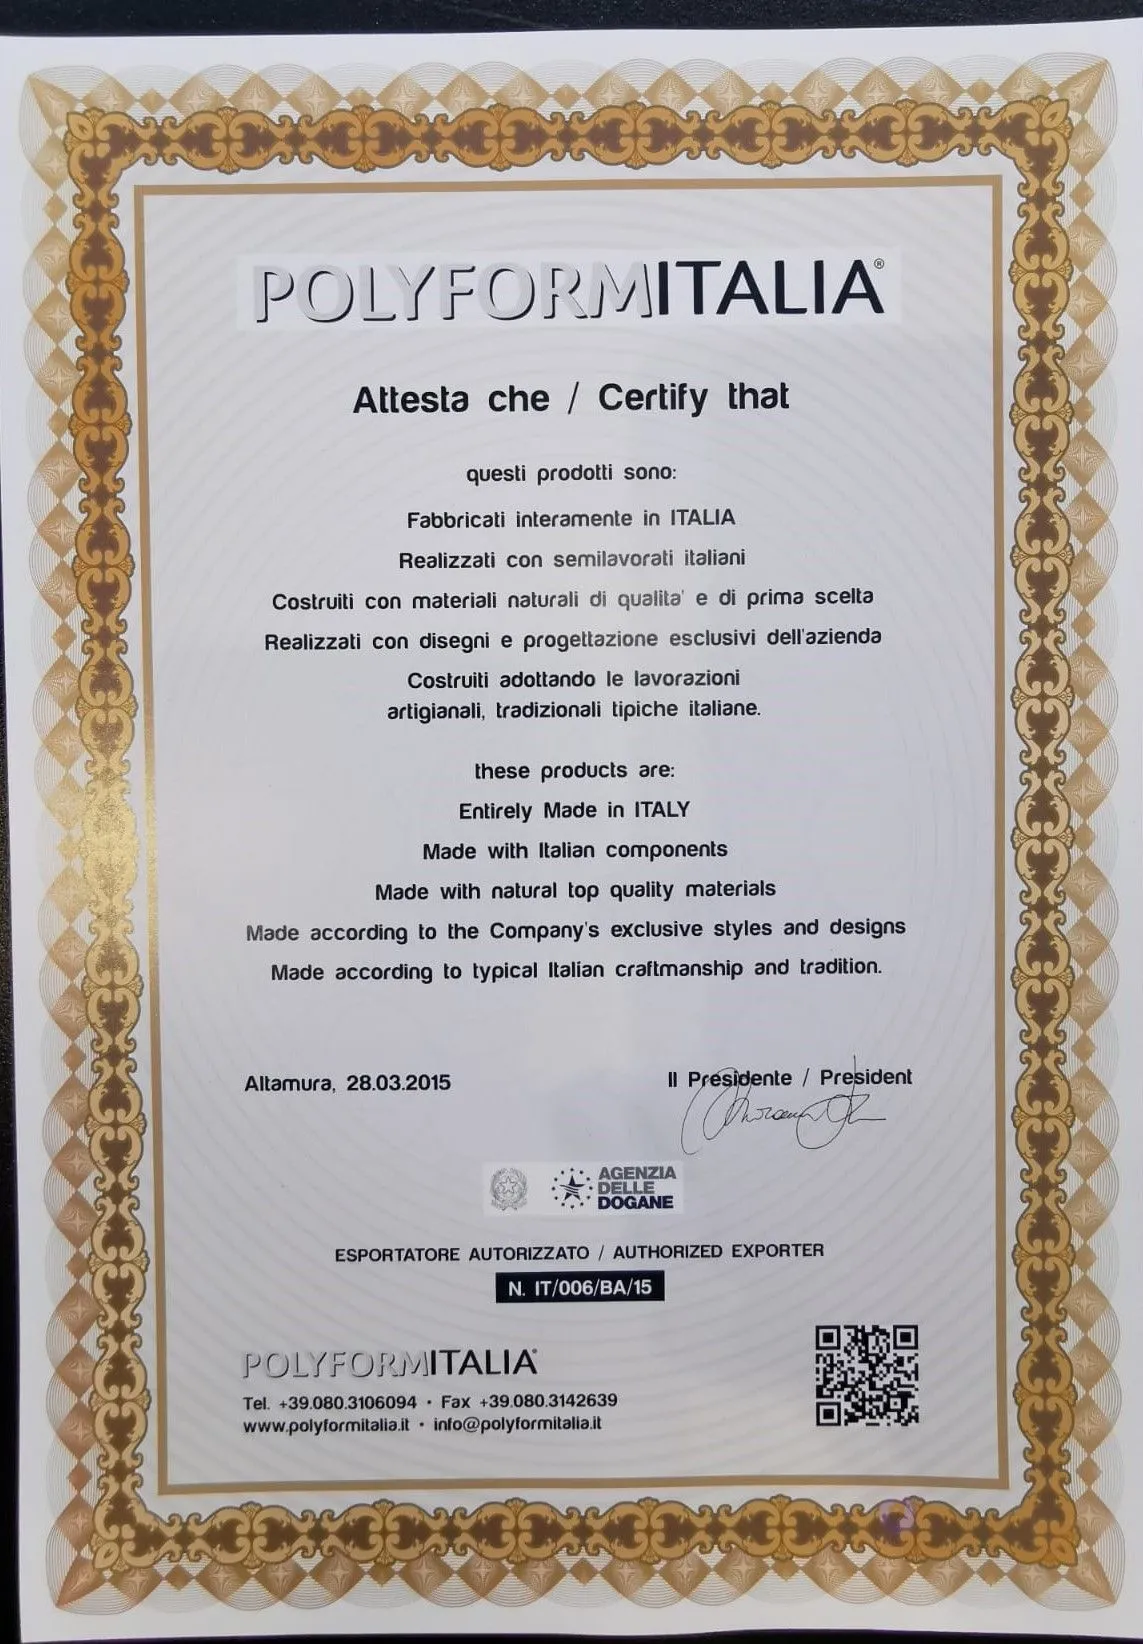 POLYFORMITALIA®
Attesta che / Certify that
questi prodotti sono:
Fabbricati interamente in ITALIA
Realizzati con semilavorati italiani
Costruiti con materiali naturali di qualita' e di prima scelta
Realizzati con disegni e progettazione esclusivi dell'azienda
Costruiti adottando le lavorazioni
artigianali, tradizionali tipiche italiane.
these products are:
Entirely Made in ITALY
Made with Italian components
Made with natural top quality materials
Made according to the Company's exclusive styles and designs
Made according to typical Italian craftmanship and tradition.
Altamura, 28.03.2015
Il Presidente / President
AGENZIA
DELLE
DOGANE
ESPORTATORE AUTORIZZATO / AUTHORIZED EXPORTER
N. IT/006/BA/15
POLYFORMITALIA®
Tel. +39.080.3106094 · Fax +39.080.3142639
www.polyformitalia.it · info@polyformitalia.it